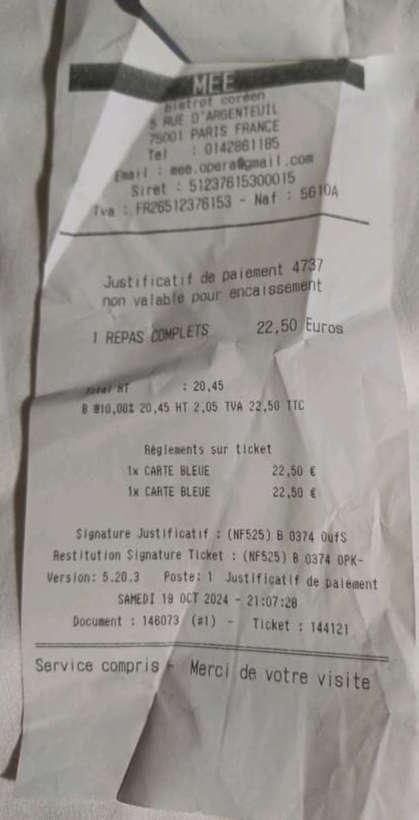 MEE
bistrot coréen
5 RUE D'ARGENTEUIL
75001 PARIS FRANCE
Tel : 0142861185
Email : mee.opera@gmail.com
Siret : 51237615300015
Tva : FR26512376153 - Naf : 5610A
Justificatif de paiement 4737
non valable pour encaissement
1 REPAS COMPLETS 22,50 Euros
Total HT : 20,45
B @10,00% 20,45 HT 2,05 TVA 22,50 TTC
Règlements sur ticket
1x CARTE BLEUE 22,50 €
1x CARTE BLEUE 22,50 €
Signature Justificatif : (NF525) B 0374 OufS
Restitution Signature Ticket : (NF525) B 0374 OPK-
Version: 5.20.3 Poste: 1 Justificatif de paiement
SAMEDI 19 OCT 2024 - 21:07:28
Document : 146073 (#1) - Ticket : 144121
Service compris - Merci de votre visite